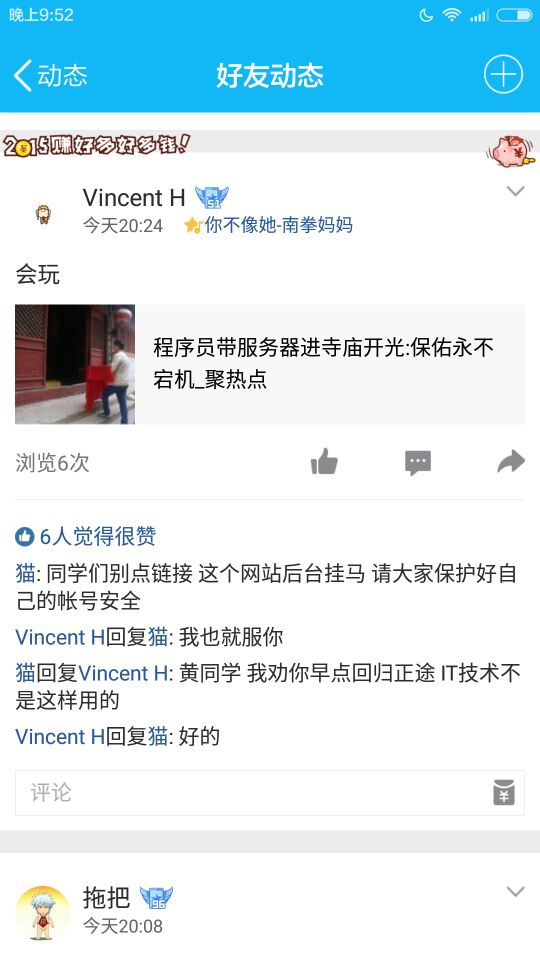 晚上9:52
动态
好友动态
2015赚好多好多钱!
Vincent H
51
今天20:24
你不像她-南拳妈妈
会玩
程序员带服务器进寺庙开光:保佑永不
宕机_聚热点
浏览6次
6人觉得很赞
猫: 同学们别点链接 这个网站后台挂马 请大家保护好自
己的帐号安全
Vincent H回复猫: 我也就服你
猫回复Vincent H: 黄同学 我劝你早点回归正途 IT技术不
是这样用的
Vincent H回复猫: 好的
评论
拖把
96
今天20:08